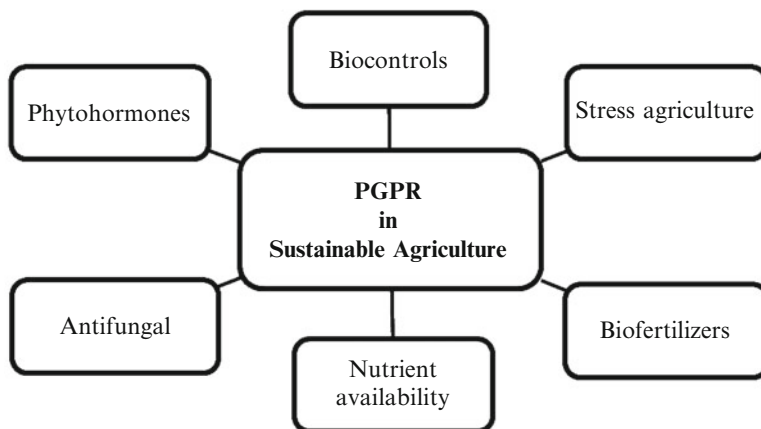 Biocontrols
Phytohormones
Stress agriculture
PGPR
in
Sustainable Agriculture
Antifungal
Biofertilizers
Nutrient
availability